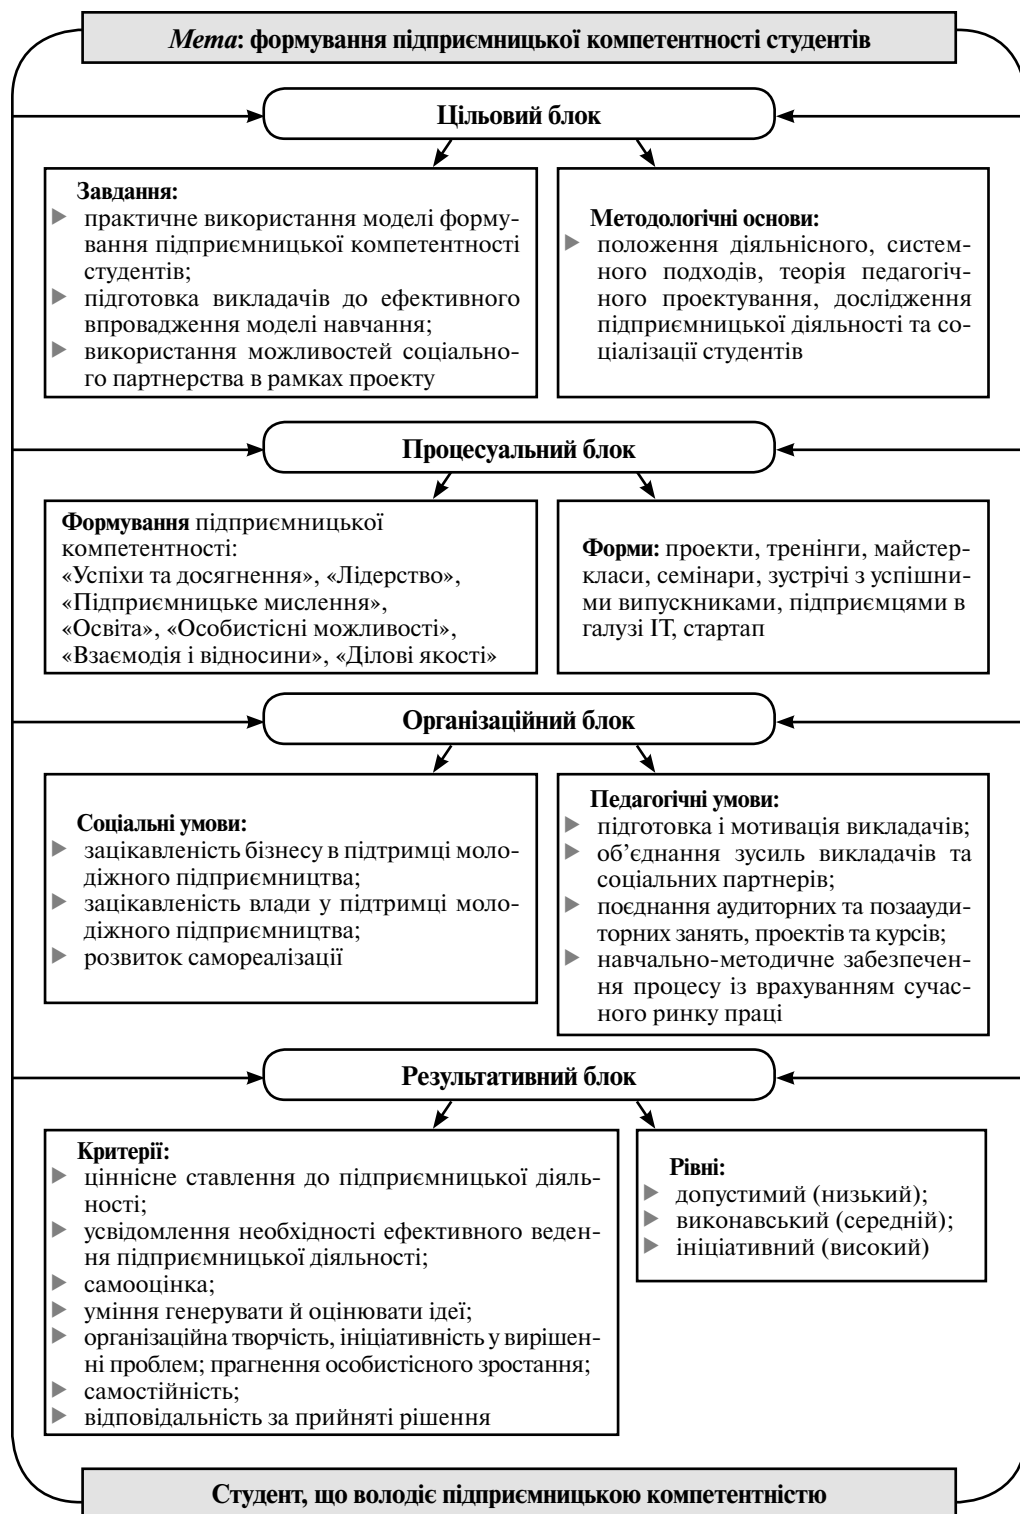 Мета: формування підприємницької компетентності студентів
Цільовий блок
Завдання:
практичне використання моделі форму-
вання підприємницької компетентності
студентів;
підготовка викладачів до ефективного
впровадження моделі навчання;
використання можливостей соціально-
го партнерства в рамках проекту
Методологічні основи:
положення діяльнісного, систем-
ного подходів, теорія педагогіч-
ного проектування, дослідження
підприємницької діяльності та со-
ціалізації студентів
Процесуальний блок
Формування підприємницької
компетентності:
«Успіхи та досягнення», «Лідерство»,
«Підприємницьке мислення»,
«Освіта», «Особистісні можливості»,
«Взаємодія і відносини», «Ділові якості»
Форми: проекти, тренінги, майстер-
класи, семінари, зустрічі з успішни-
ми випускниками, підприємцями в
галузі ІТ, стартап
Організаційний блок
Соціальні умови:
зацікавленість бізнесу в підтримці моло-
діжного підприємництва;
зацікавленість влади у підтримці моло-
діжного підприємництва;
розвиток самореалізації
Педагогічні умови:
підготовка і мотивація викладачів;
об’єднання зусиль викладачів та
соціальних партнерів;
поєднання аудиторних та позаауди-
торних занять, проектів та курсів;
навчально-методичне забезпечен-
ня процесу із врахуванням сучас-
ного ринку праці
Результативний блок
Критерії:
ціннісне ставлення до підприємницької діяль-
ності;
усвідомлення необхідності ефективного веден-
ня підприємницької діяльності;
самооцінка;
уміння генерувати й оцінювати ідеї;
організаційна творчість, ініціативність у вирішен-
ні проблем; прагнення особистісного зростання;
самостійність;
відповідальність за прийняті рішення
Рівні:
допустимий (низький);
виконавський (середній);
ініціативний (високий)
Студент, що володіє підприємницькою компетентністю